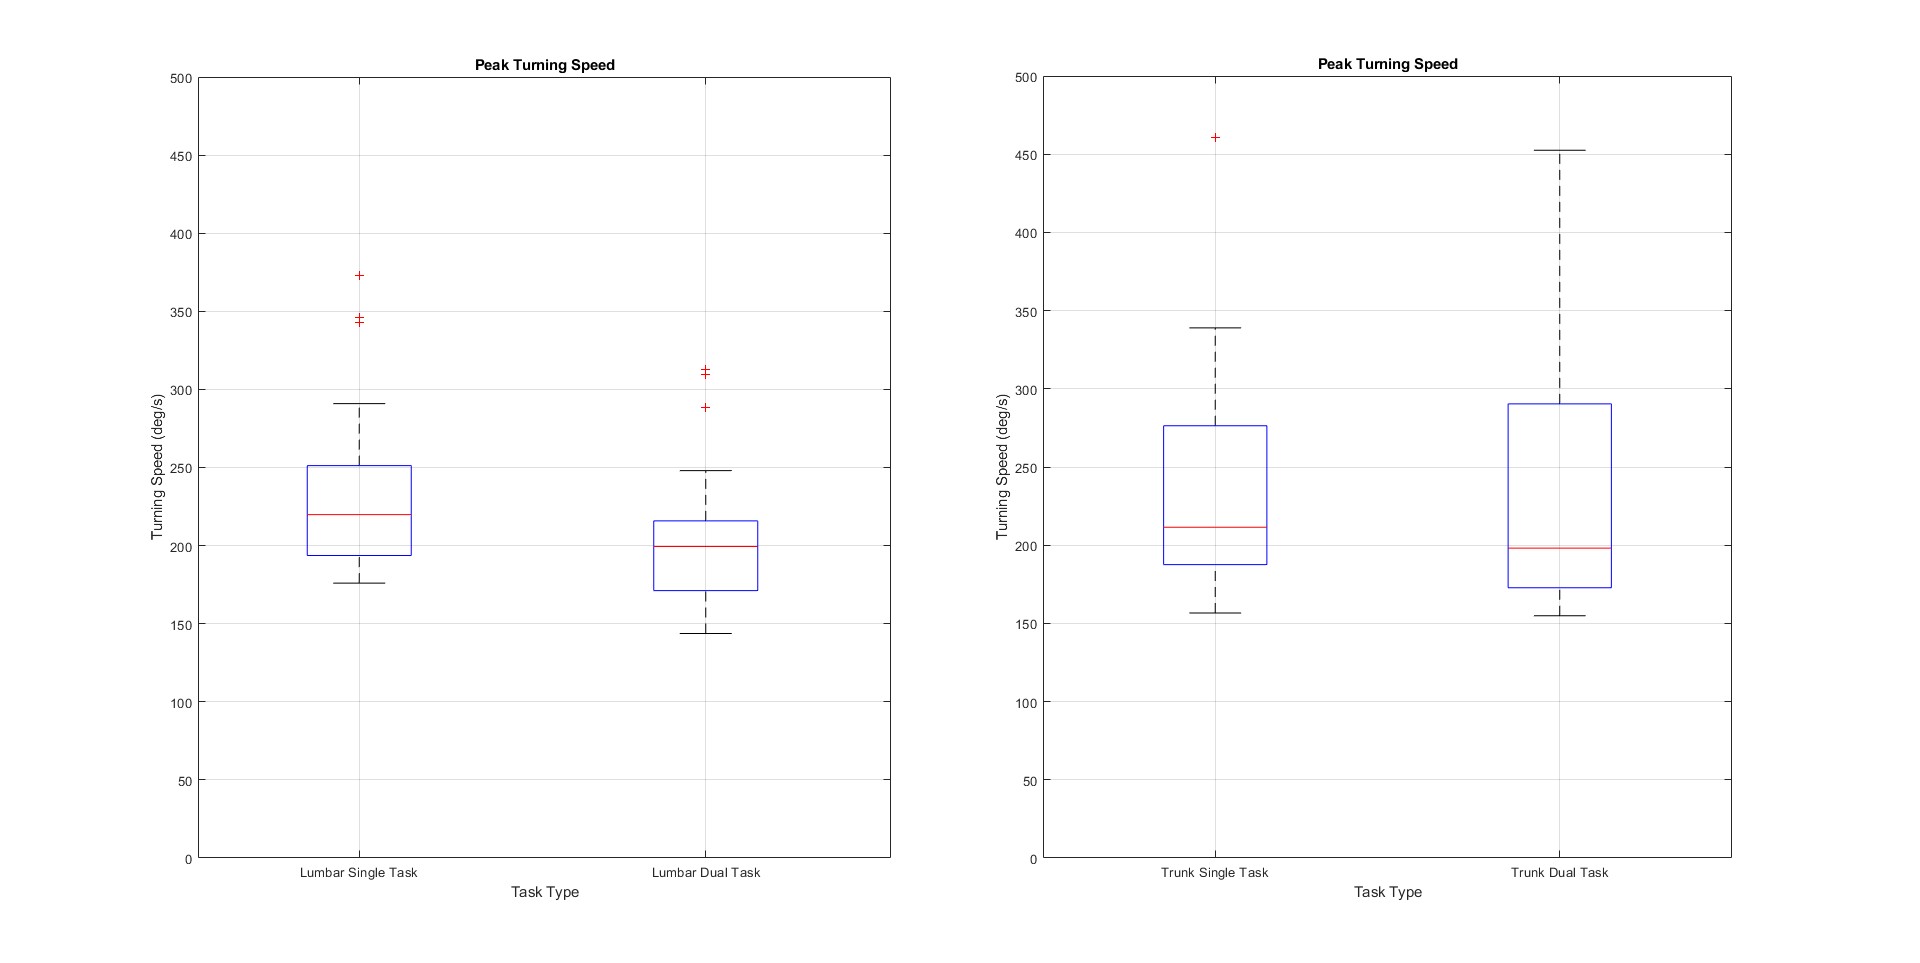 Peak Turning Speed
500
450
400
350
300
250
200
150
100
50
0
Turning Speed (deg/s)
Lumbar Single Task
Lumbar Dual Task
Task Type
Peak Turning Speed
500
450
400
350
300
250
200
150
100
50
0
Turning Speed (deg/s)
Trunk Single Task
Trunk Dual Task
Task Type